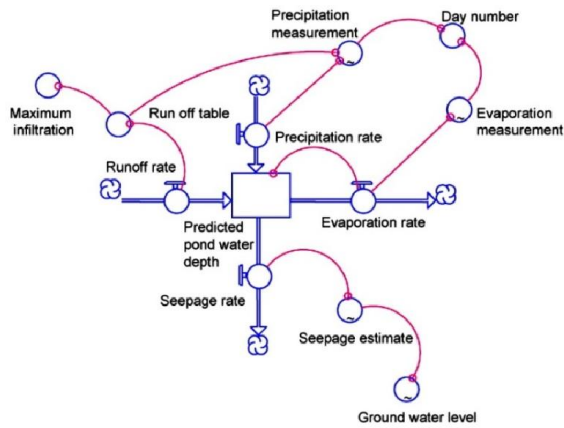 Precipitation
measurement
Day number
Maximum
infiltration
Run off table
Precipitation rate
Evaporation
measurement
Runoff rate
Predicted
pond water
depth
Evaporation rate
Seepage rate
Seepage estimate
Ground water level